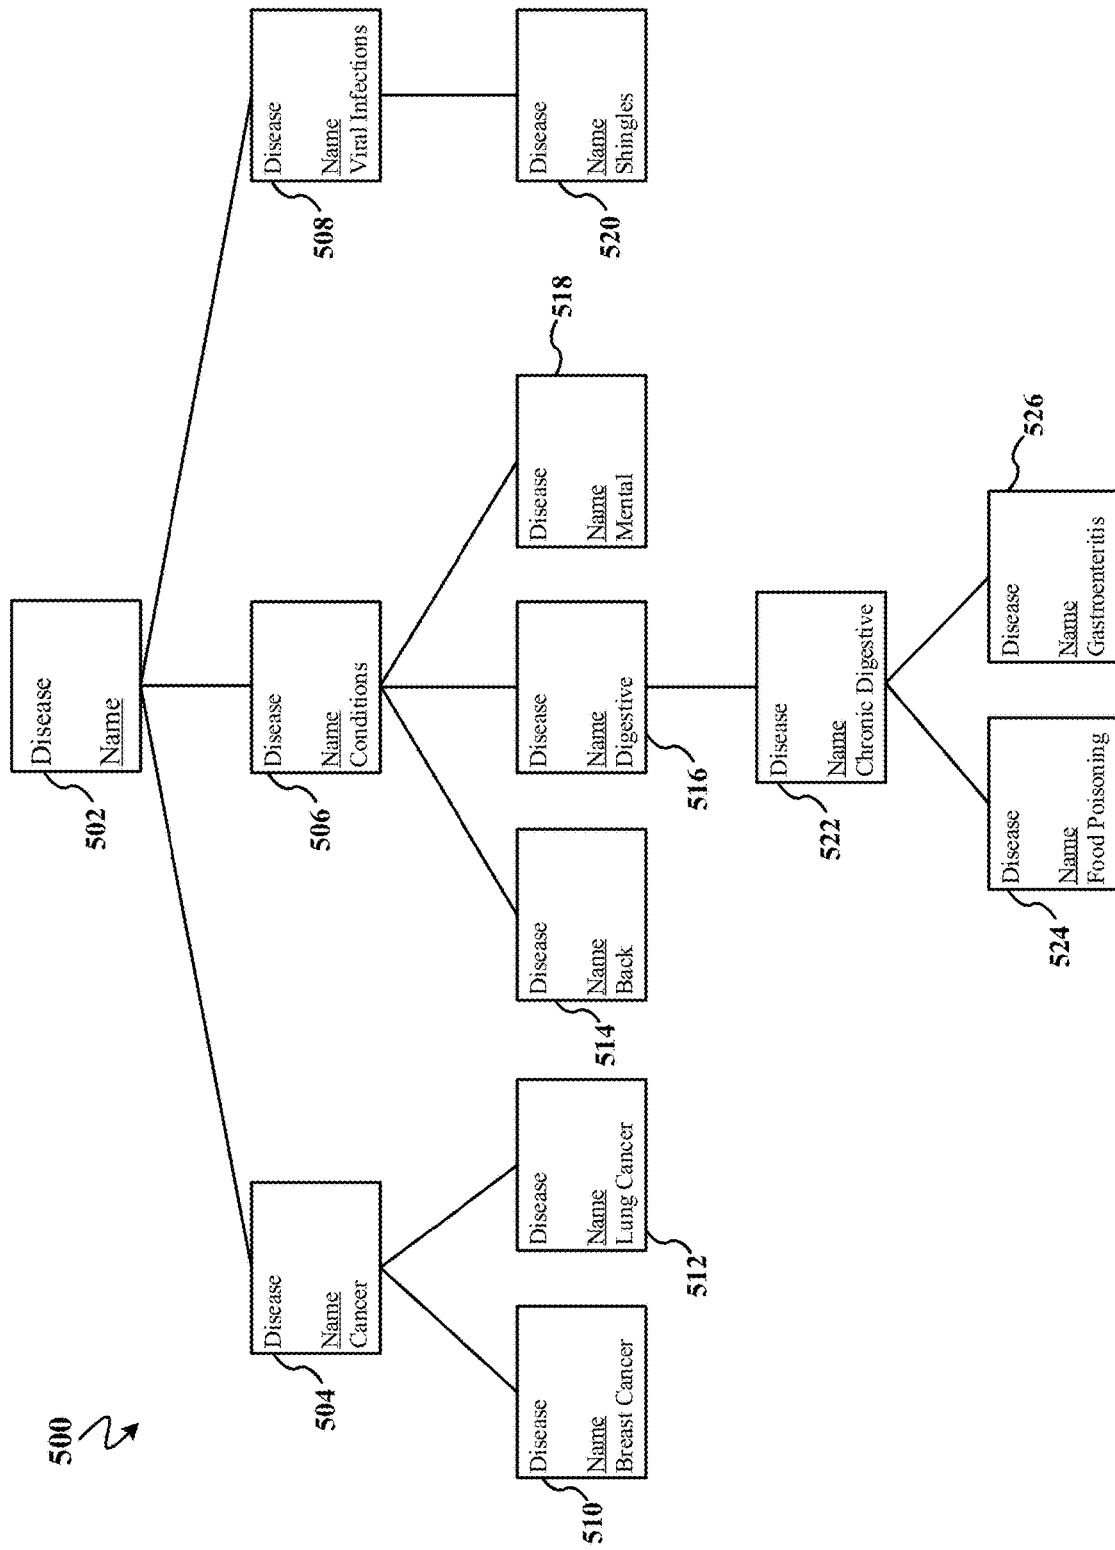 500
Disease
Name
502
Disease
Name
Cancer
504
Disease
Name
Conditions
506
Disease
Name
Viral Infections
508
Disease
Name
Breast Cancer
510
Disease
Name
Lung Cancer
512
Disease
Name
Back
514
Disease
Name
Digestive
516
Disease
Name
Mental
518
Disease
Name
Shingles
520
Disease
Name
Chronic Digestive
522
Disease
Name
Food Poisoning
524
Disease
Name
Gastroenteritis
526